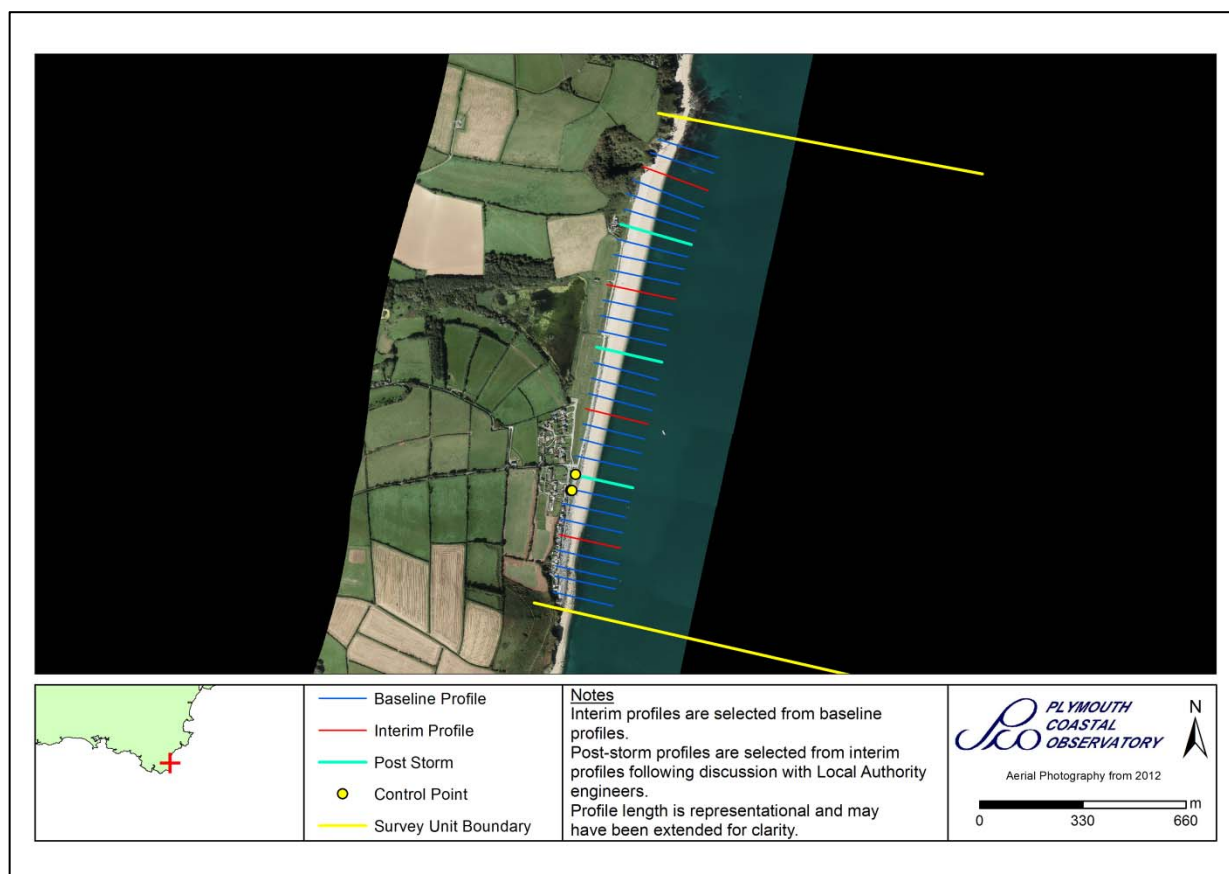 Baseline Profile
Interim Profile
Post Storm
Control Point
Survey Unit Boundary
Notes
Interim profiles are selected from baseline
profiles.
Post-storm profiles are selected from interim
profiles following discussion with Local Authority
engineers.
Profile length is representational and may
have been extended for clarity.
PCO
PLYMOUTH
COASTAL
OBSERVATORY
N
Aerial Photography from 2012
m
0 330 660